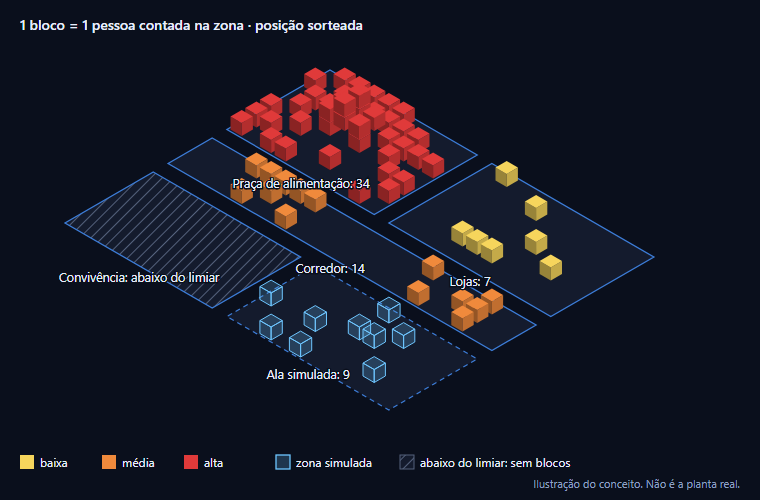 1 bloco = 1 pessoa contada na zona · posição sorteada
Praça de alimentação: 34
Corredor: 14
Convivência: abaixo do limiar
Lojas: 7
Ala simulada: 9
baixa
média
alta
zona simulada
abaixo do limiar: sem blocos
Ilustração do conceito. Não é a planta real.